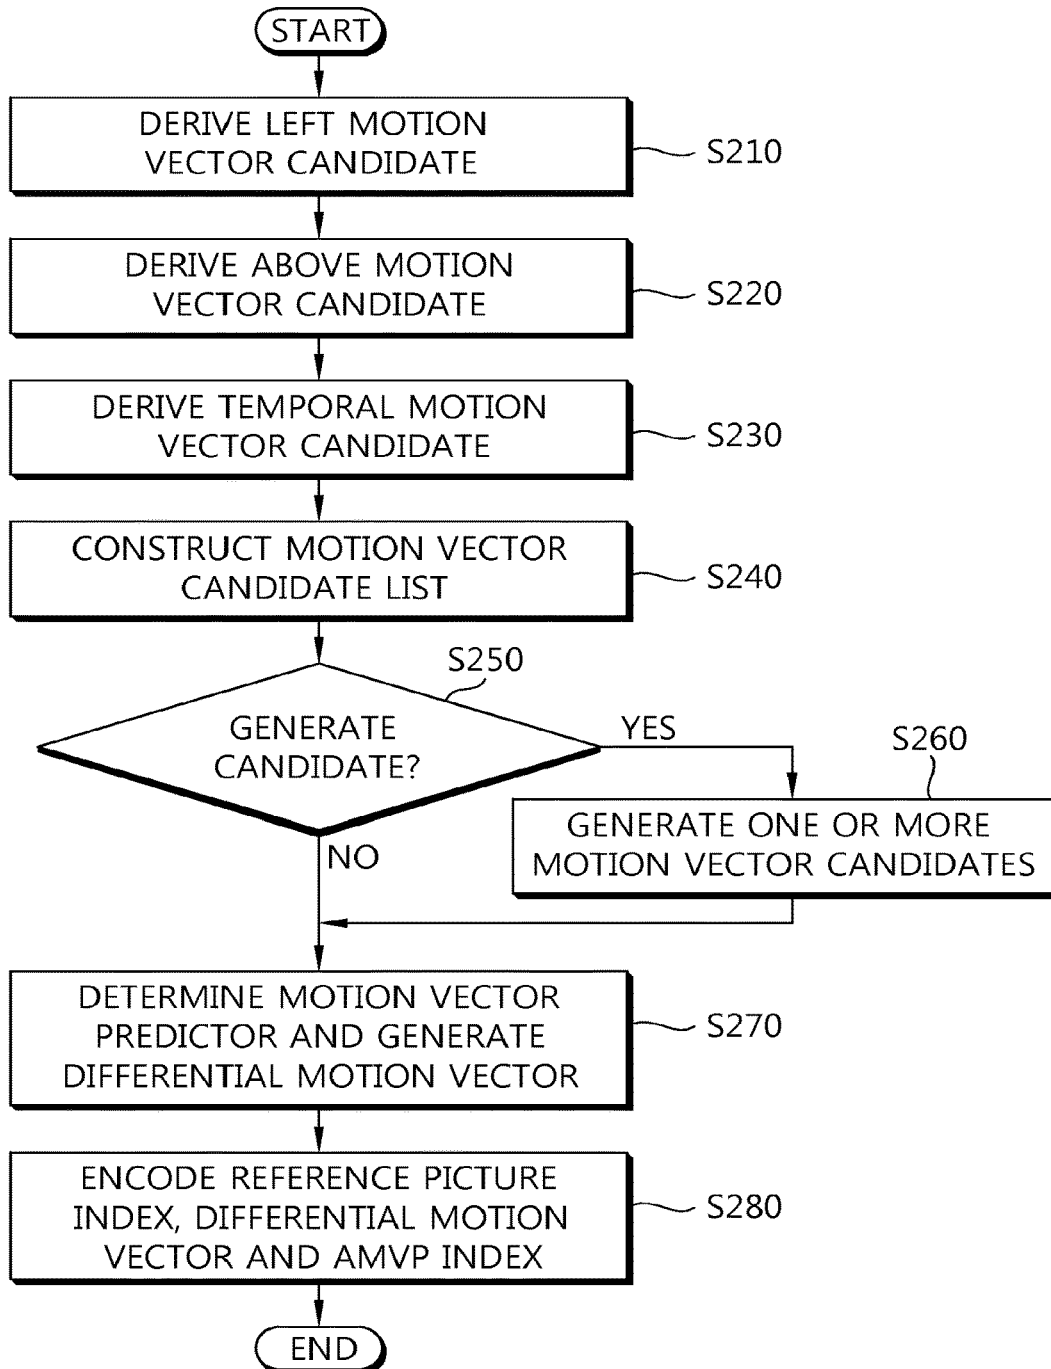 START
DERIVE LEFT MOTION
VECTOR CANDIDATE
S210
DERIVE ABOVE MOTION
VECTOR CANDIDATE
S220
DERIVE TEMPORAL MOTION
VECTOR CANDIDATE
S230
CONSTRUCT MOTION VECTOR
CANDIDATE LIST
S240
S250
GENERATE
CANDIDATE?
YES
NO
S260
GENERATE ONE OR MORE
MOTION VECTOR CANDIDATES
DETERMINE MOTION VECTOR
PREDICTOR AND GENERATE
DIFFERENTIAL MOTION VECTOR
S270
ENCODE REFERENCE PICTURE
INDEX, DIFFERENTIAL MOTION
VECTOR AND AMVP INDEX
S280
END